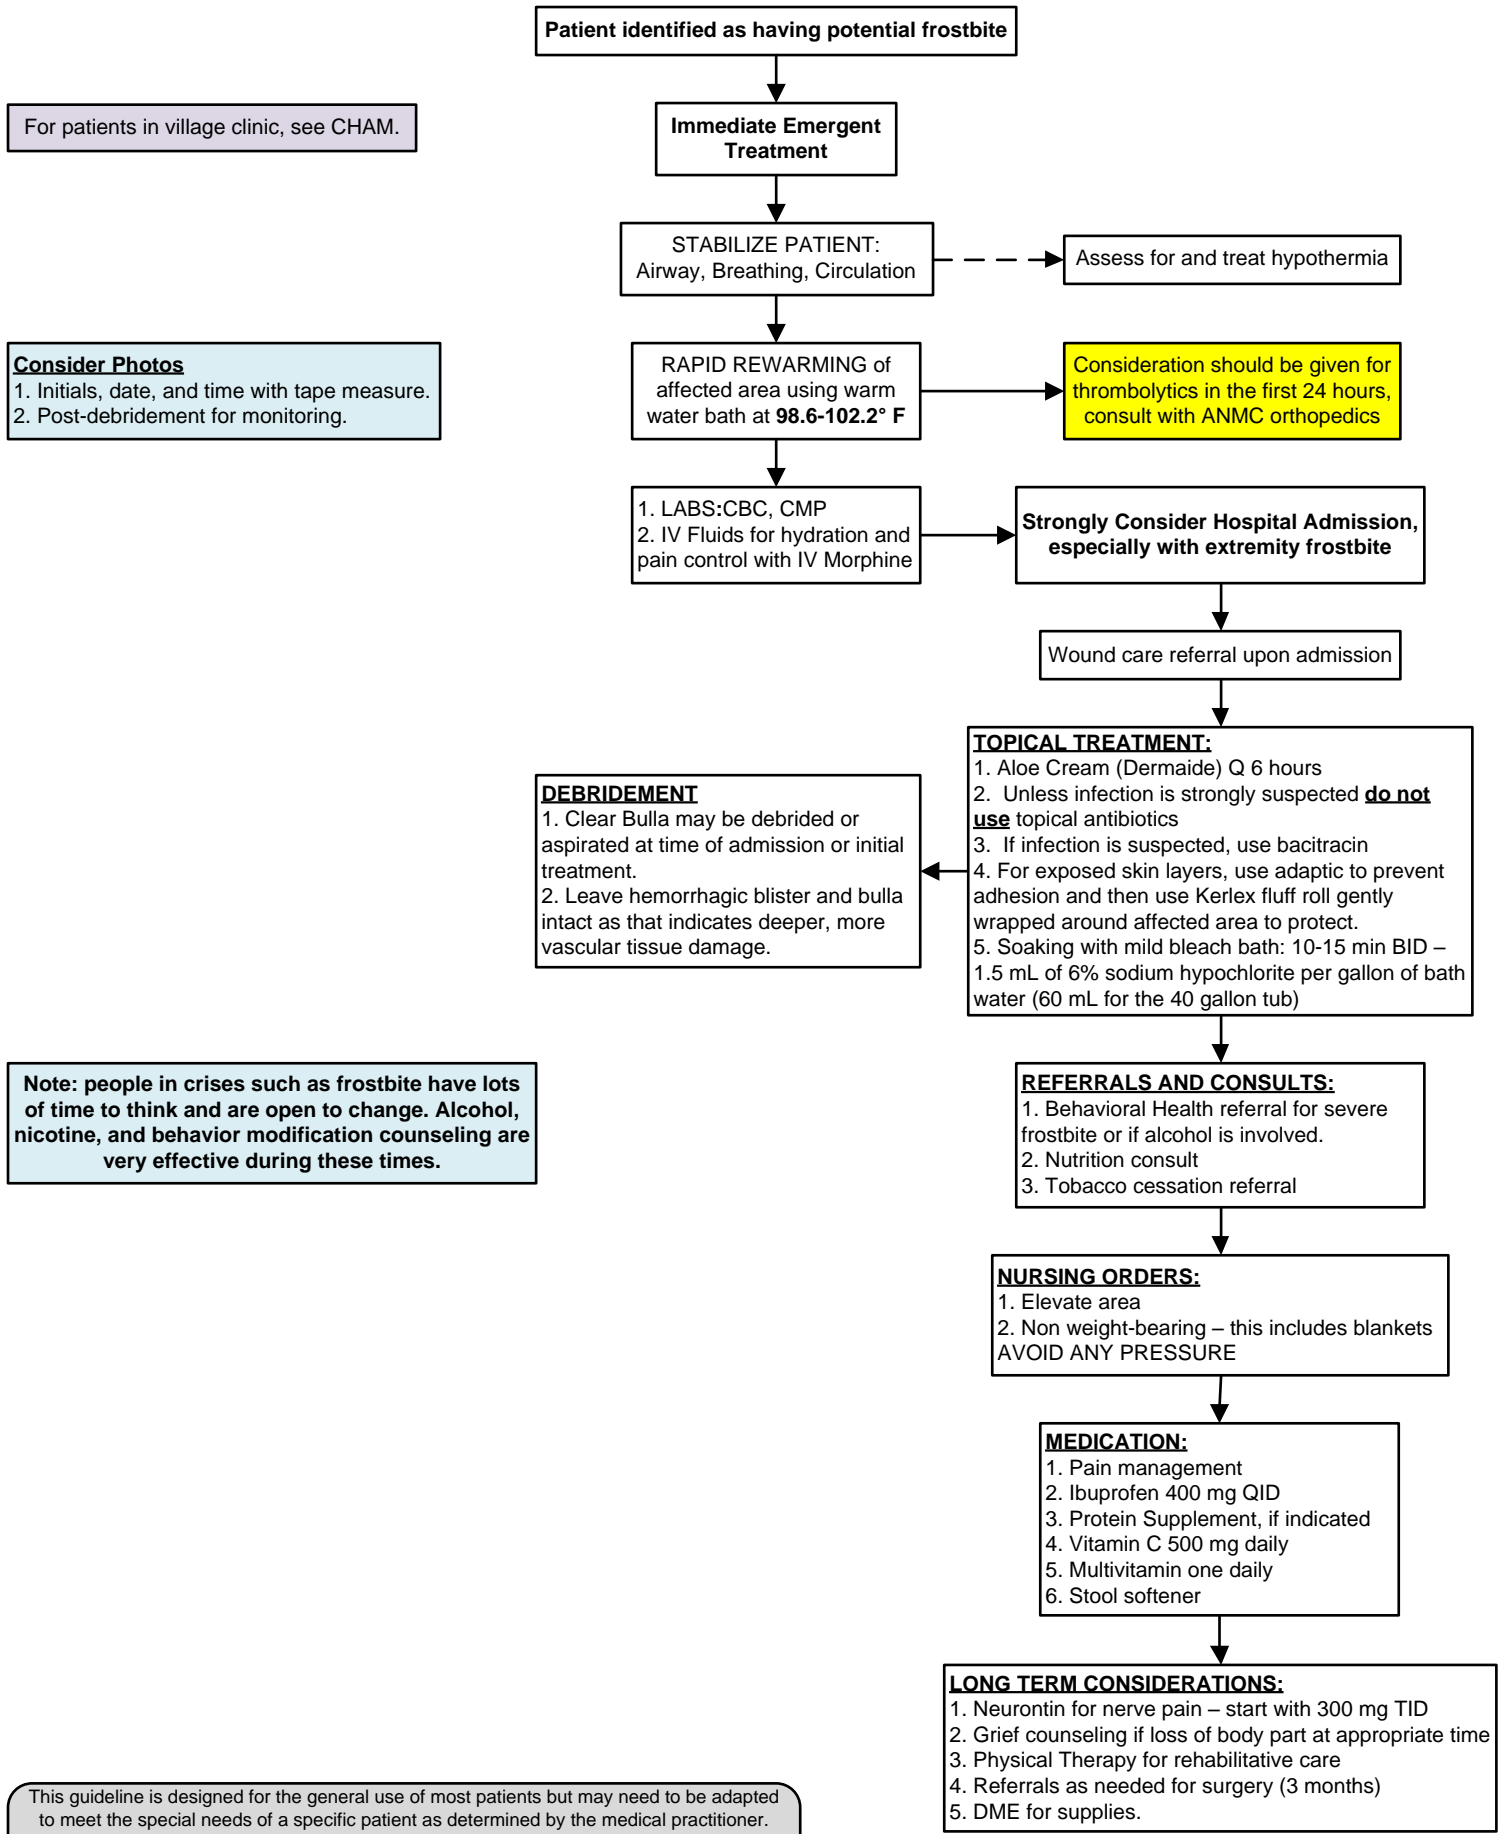 Patient identified as having potential frostbite
For patients in village clinic, see CHAM.
Immediate Emergent
Treatment
STABILIZE PATIENT:
Airway, Breathing, Circulation
Assess for and treat hypothermia
Consider Photos
1. Initials, date, and time with tape measure.
2. Post-debridement for monitoring.
RAPID REWARMING of
affected area using warm
water bath at 98.6-102.2° F
Consideration should be given for
thrombolytics in the first 24 hours,
consult with ANMC orthopedics
1. LABS:CBC, CMP
2. IV Fluids for hydration and
pain control with IV Morphine
Strongly Consider Hospital Admission,
especially with extremity frostbite
Wound care referral upon admission
TOPICAL TREATMENT:
1. Aloe Cream (Dermaide) Q 6 hours
2.  Unless infection is strongly suspected do not
use topical antibiotics
3.  If infection is suspected, use bacitracin
4. For exposed skin layers, use adaptic to prevent
adhesion and then use Kerlex fluff roll gently
wrapped around affected area to protect.
5. Soaking with mild bleach bath: 10-15 min BID –
1.5 mL of 6% sodium hypochlorite per gallon of bath
water (60 mL for the 40 gallon tub)
DEBRIDEMENT
1. Clear Bulla may be debrided or
aspirated at time of admission or initial
treatment.
2. Leave hemorrhagic blister and bulla
intact as that indicates deeper, more
vascular tissue damage.
Note: people in crises such as frostbite have lots
of time to think and are open to change. Alcohol,
nicotine, and behavior modification counseling are
very effective during these times.
REFERRALS AND CONSULTS:
1. Behavioral Health referral for severe
frostbite or if alcohol is involved.
2. Nutrition consult
3. Tobacco cessation referral
NURSING ORDERS:
1. Elevate area
2. Non weight-bearing – this includes blankets
AVOID ANY PRESSURE
MEDICATION:
1. Pain management
2. Ibuprofen 400 mg QID
3. Protein Supplement, if indicated
4. Vitamin C 500 mg daily
5. Multivitamin one daily
6. Stool softener
LONG TERM CONSIDERATIONS:
1. Neurontin for nerve pain – start with 300 mg TID
2. Grief counseling if loss of body part at appropriate time
3. Physical Therapy for rehabilitative care
4. Referrals as needed for surgery (3 months)
5. DME for supplies.
This guideline is designed for the general use of most patients but may need to be adapted
to meet the special needs of a specific patient as determined by the medical practitioner.